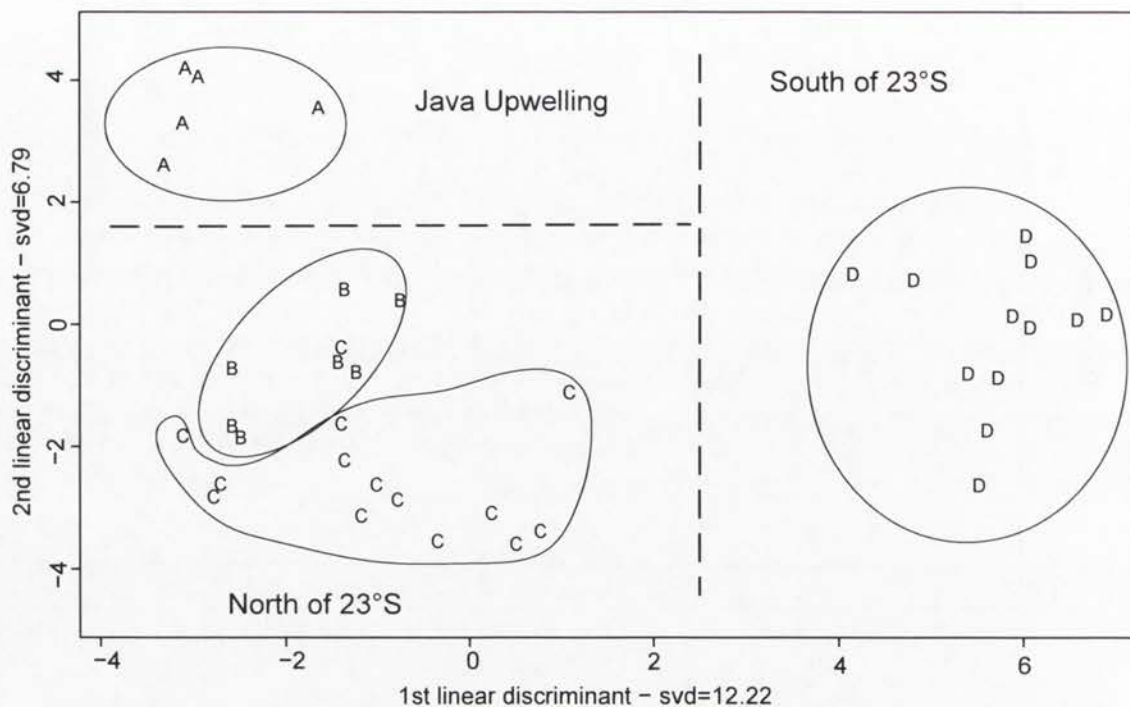 2nd linear discriminant – svd=6.79
4
2
0
−2
−4
A A
A
A
A
Java Upwelling
South of 23°S
B B
C
B B B
B
B
C
C C
C
C
C
C C
C
C
C
C
C
C
C
D
D
D D
D D D D
D D
D
D
North of 23°S
−4 −2 0 2 4 6
1st linear discriminant – svd=12.22